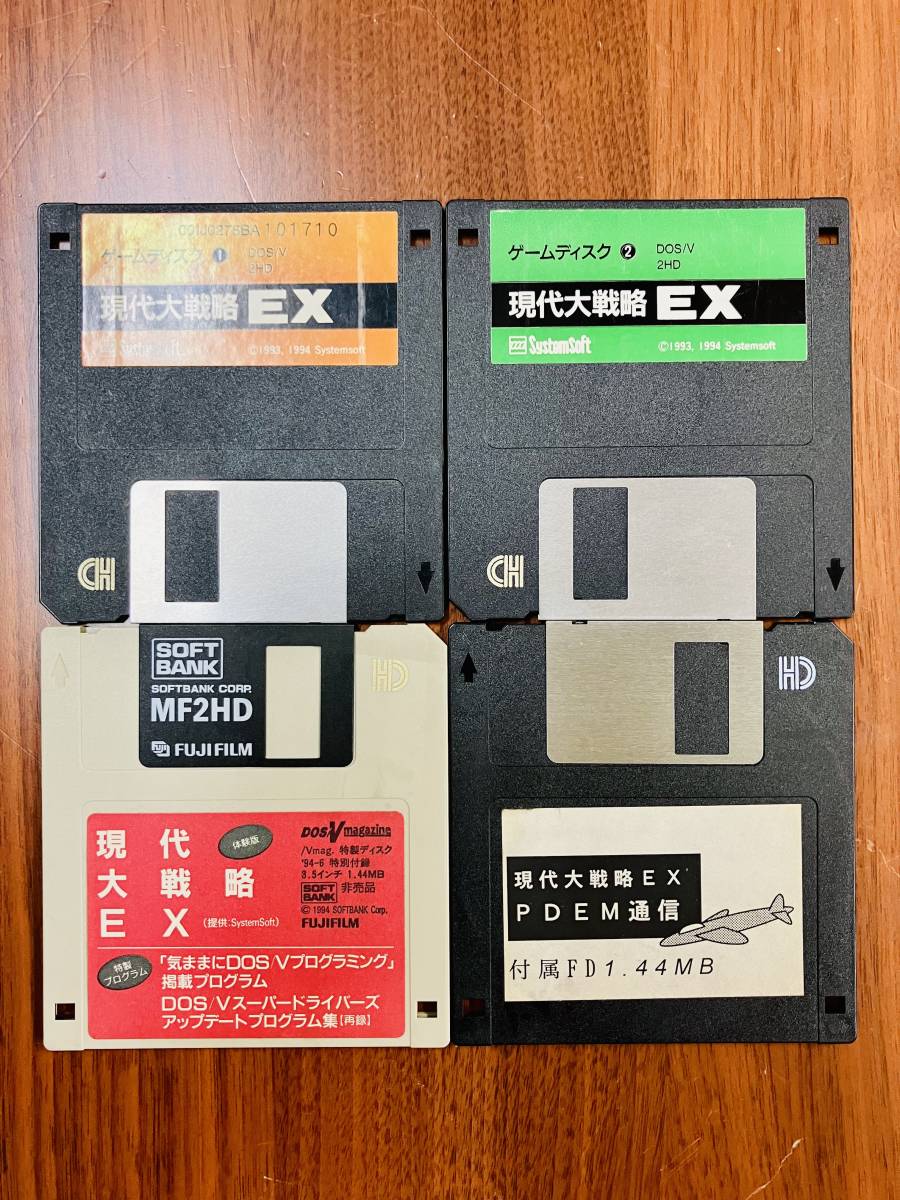 101710
ゲームディスク 1 DOS/V
2HD
現代大戦略 EX
SystemSoft ©1993, 1994 Systemsoft
ゲームディスク 2 DOS/V
2HD
現代大戦略 EX
SystemSoft ©1993, 1994 Systemsoft
HD
HD
SOFT
BANK
SOFTBANK CORP.
MF2HD
FUJI FUJIFILM
HD
現代
大戦略
EX (提供:SystemSoft)
体験版
DOS/V magazine
/Vmag. 特製ディスク
'94-6 特別付録
3.5インチ 1.44MB
SOFT BANK 非売品
© 1994 SOFTBANK Corp.
FUJIFILM
特製
プログラム
「気ままにDOS/Vプログラミング」
掲載プログラム
DOS/Vスーパードライバーズ
アップデートプログラム集【再録】
HD
現代大戦略EX
PDEM通信
付属FD1.44MB